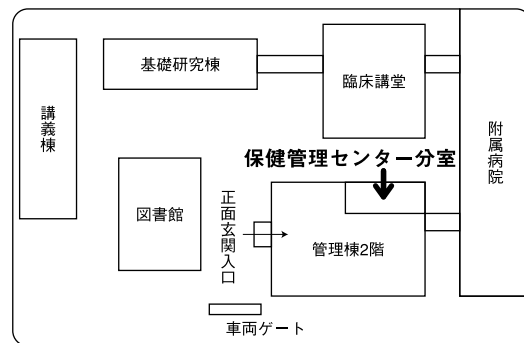 基礎研究棟
臨床講堂
講義棟
附属病院
保健管理センター分室
図書館
正面玄関入口
管理棟2階
車両ゲート